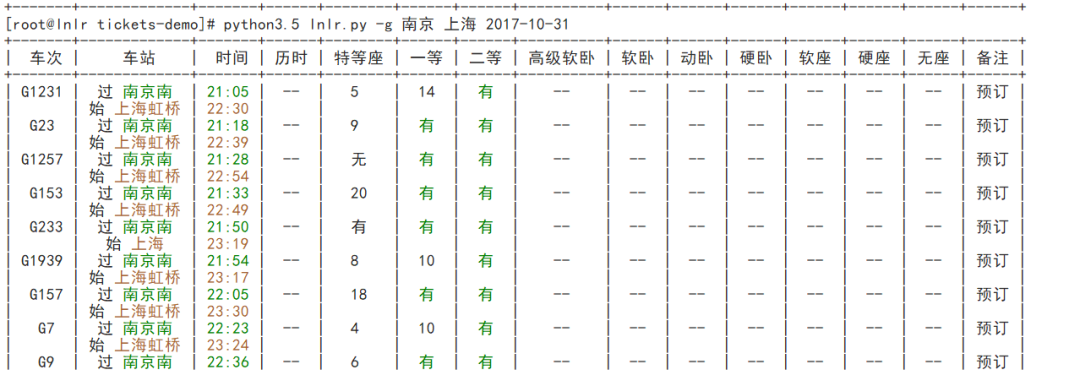 [root@lnlr tickets-demo]# python3.5 lnlr.py -g 南京 上海 2017-10-31
| 车次 | 车站 | 时间 | 历时 | 特等座 | 一等 | 二等 | 高级软卧 | 软卧 | 动卧 | 硬卧 | 软座 | 硬座 | 无座 | 备注 |
| G1231 | 过 南京南 | 21:05 | -- | 5 | 14 | 有 | -- | -- | -- | -- | -- | -- | -- | 预订 |
| | 始 上海虹桥 | 22:30 | | | | | | | | | | | | |
| G23 | 过 南京南 | 21:18 | -- | 9 | 有 | 有 | -- | -- | -- | -- | -- | -- | -- | 预订 |
| | 始 上海虹桥 | 22:39 | | | | | | | | | | | | |
| G1257 | 过 南京南 | 21:28 | -- | 无 | 有 | 有 | -- | -- | -- | -- | -- | -- | -- | 预订 |
| | 始 上海虹桥 | 22:54 | | | | | | | | | | | | |
| G153 | 过 南京南 | 21:33 | -- | 20 | 有 | 有 | -- | -- | -- | -- | -- | -- | -- | 预订 |
| | 始 上海虹桥 | 22:49 | | | | | | | | | | | | |
| G233 | 过 南京南 | 21:50 | -- | 有 | 有 | 有 | -- | -- | -- | -- | -- | -- | -- | 预订 |
| | 始 上海 | 23:19 | | | | | | | | | | | | |
| G1939 | 过 南京南 | 21:54 | -- | 8 | 10 | 有 | -- | -- | -- | -- | -- | -- | -- | 预订 |
| | 始 上海虹桥 | 23:17 | | | | | | | | | | | | |
| G157 | 过 南京南 | 22:05 | -- | 18 | 有 | 有 | -- | -- | -- | -- | -- | -- | -- | 预订 |
| | 始 上海虹桥 | 23:30 | | | | | | | | | | | | |
| G7 | 过 南京南 | 22:23 | -- | 4 | 10 | 有 | -- | -- | -- | -- | -- | -- | -- | 预订 |
| | 始 上海虹桥 | 23:24 | | | | | | | | | | | | |
| G9 | 过 南京南 | 22:36 | -- | 6 | 有 | 有 | -- | -- | -- | -- | -- | -- | -- | 预订 |